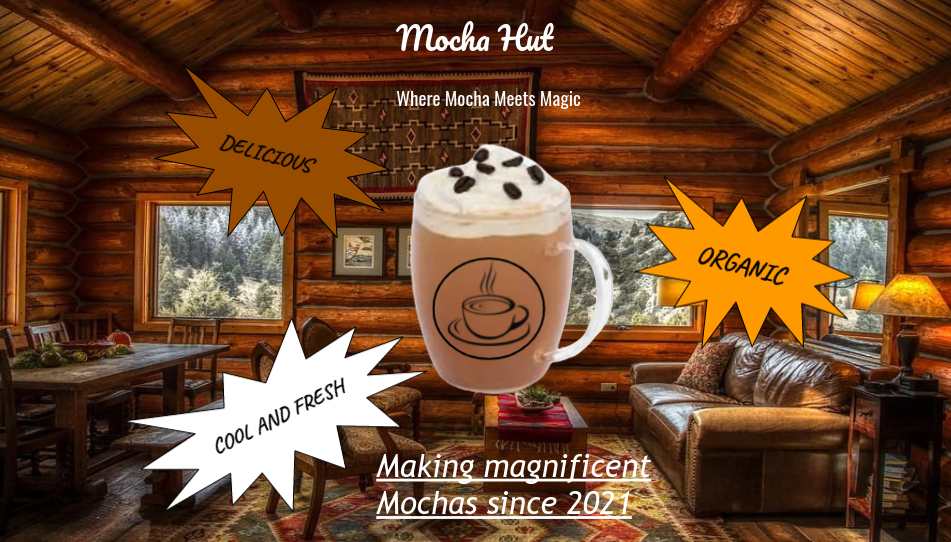 Mocha Hut
Where Mocha Meets Magic
DELICIOUS
ORGANIC
COOL AND FRESH
Making magnificent
Mochas since 2021